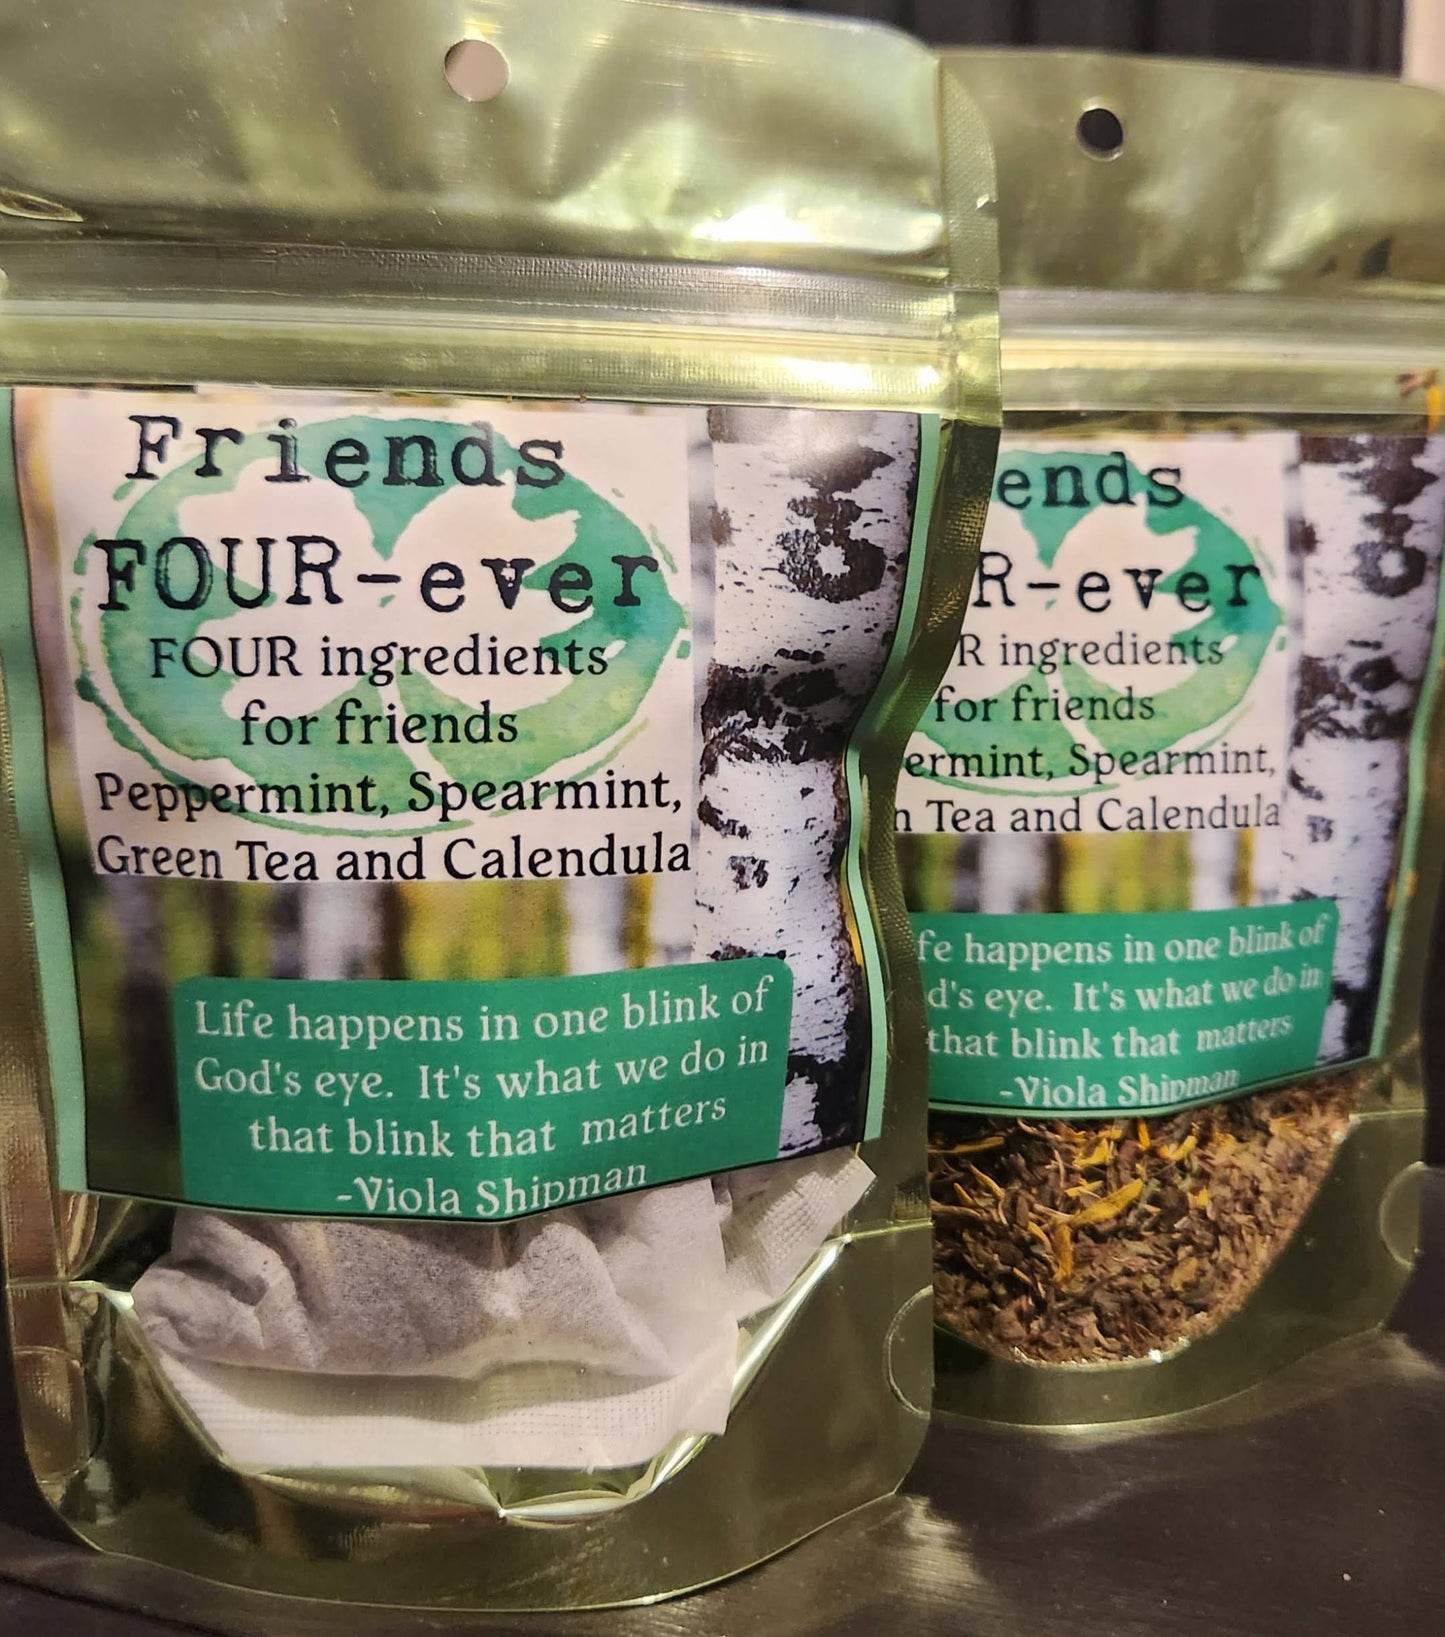 Friends
FOUR-ever
FOUR ingredients
for friends
Peppermint, Spearmint,
Green Tea and Calendula
Life happens in one blink of
God's eye. It's what we do in
that blink that matters
-Viola Shipman
ends
R-ever
R ingredients
for friends
ermint, Spearmint,
n Tea and Calendula
fe happens in one blink of
d's eye. It's what we do in
that blink that matters
-Viola Shipman